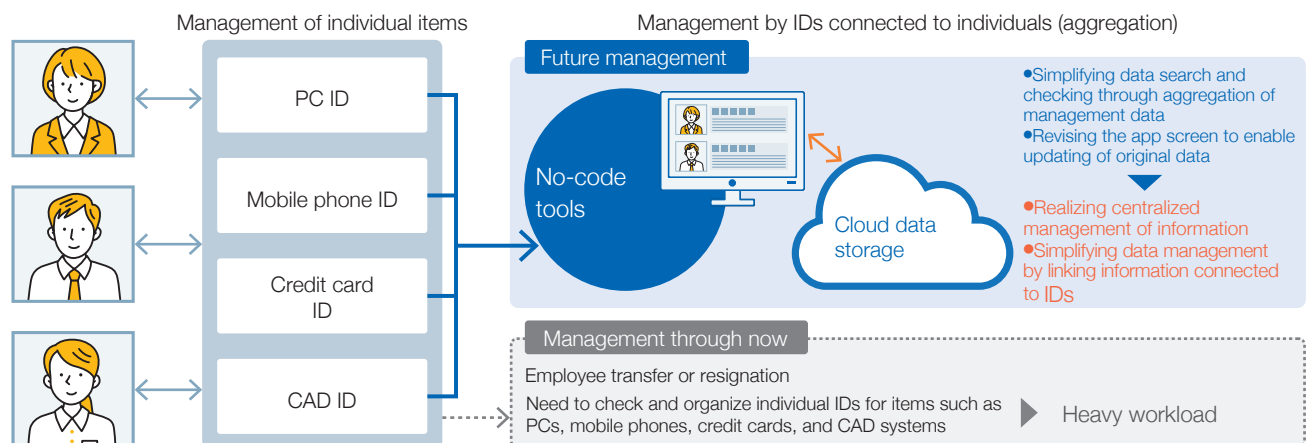 Management of individual items
Management by IDs connected to individuals (aggregation)
PC ID
Mobile phone ID
Credit card
ID
CAD ID
Future management
No-code
tools
Cloud data
storage
●Simplifying data search and
checking through aggregation of
management data
●Revising the app screen to enable
updating of original data
●Realizing centralized
management of information
●Simplifying data management
by linking information connected
to IDs
Management through now
Employee transfer or resignation
Need to check and organize individual IDs for items such as
PCs, mobile phones, credit cards, and CAD systems
Heavy workload